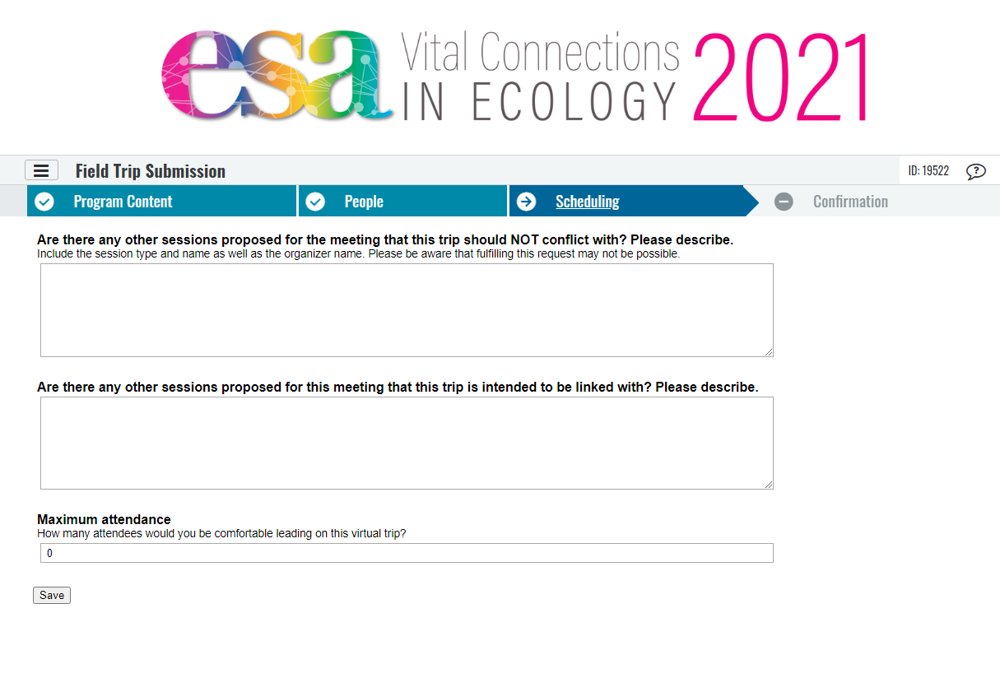 esa Vital Connections IN ECOLOGY 2021
Field Trip Submission
ID: 19522
Program Content
People
Scheduling
Confirmation
Are there any other sessions proposed for the meeting that this trip should NOT conflict with? Please describe.
Include the session type and name as well as the organizer name. Please be aware that fulfilling this request may not be possible.
Are there any other sessions proposed for this meeting that this trip is intended to be linked with? Please describe.
Maximum attendance
How many attendees would you be comfortable leading on this virtual trip?
0
Save